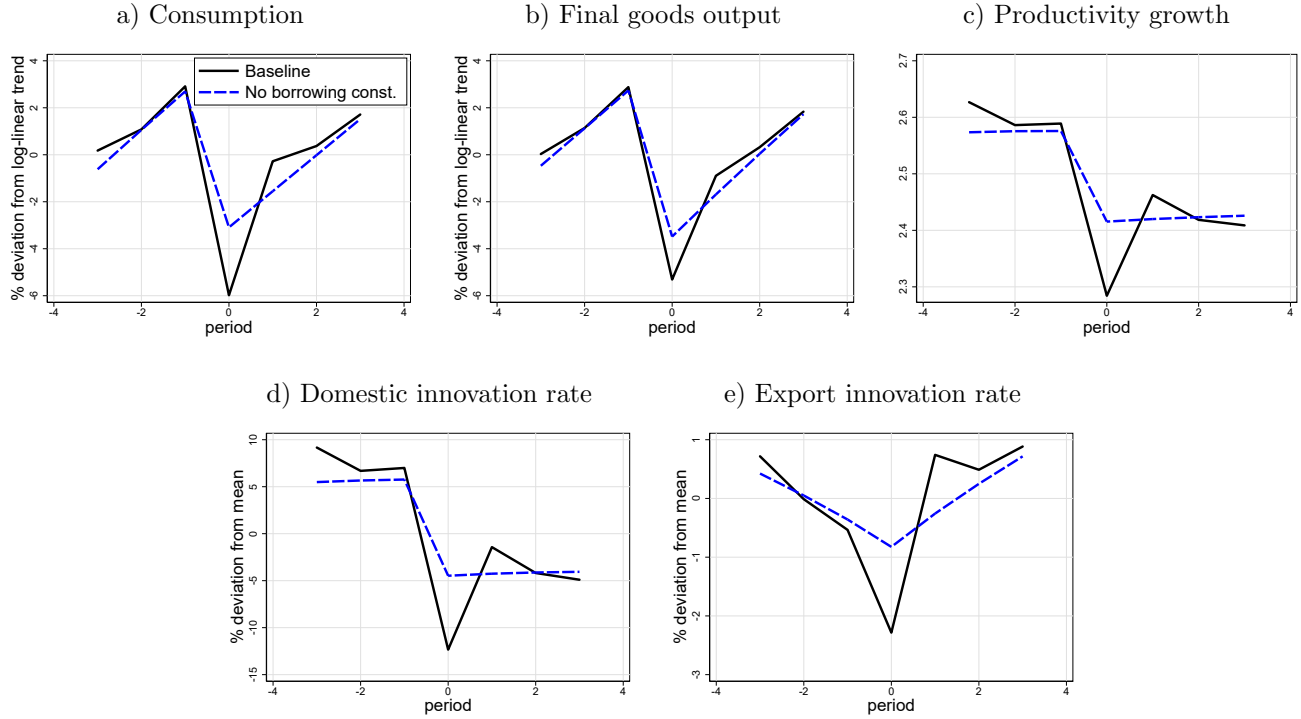 a) Consumption
% deviation from log-linear trend
4
2
0
-2
-4
-6
Baseline
No borrowing const.
-4 -2 0 2 4
period
b) Final goods output
% deviation from log-linear trend
4
2
0
-2
-4
-6
-4 -2 0 2 4
period
c) Productivity growth
2.7
2.6
2.5
2.4
2.3
-4 -2 0 2 4
period
d) Domestic innovation rate
% deviation from mean
10
5
0
-5
-10
-15
-4 -2 0 2 4
period
e) Export innovation rate
% deviation from mean
1
0
-1
-2
-3
-4 -2 0 2 4
period